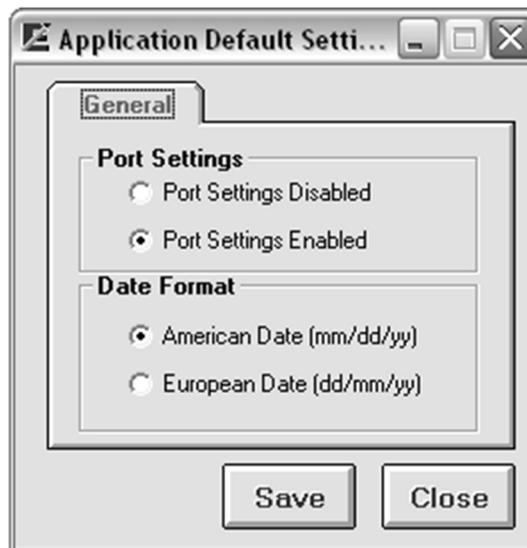 Application Default Setti...
General
Port Settings
Port Settings Disabled
Port Settings Enabled
Date Format
American Date (mm/dd/yy)
European Date (dd/mm/yy)
Save
Close